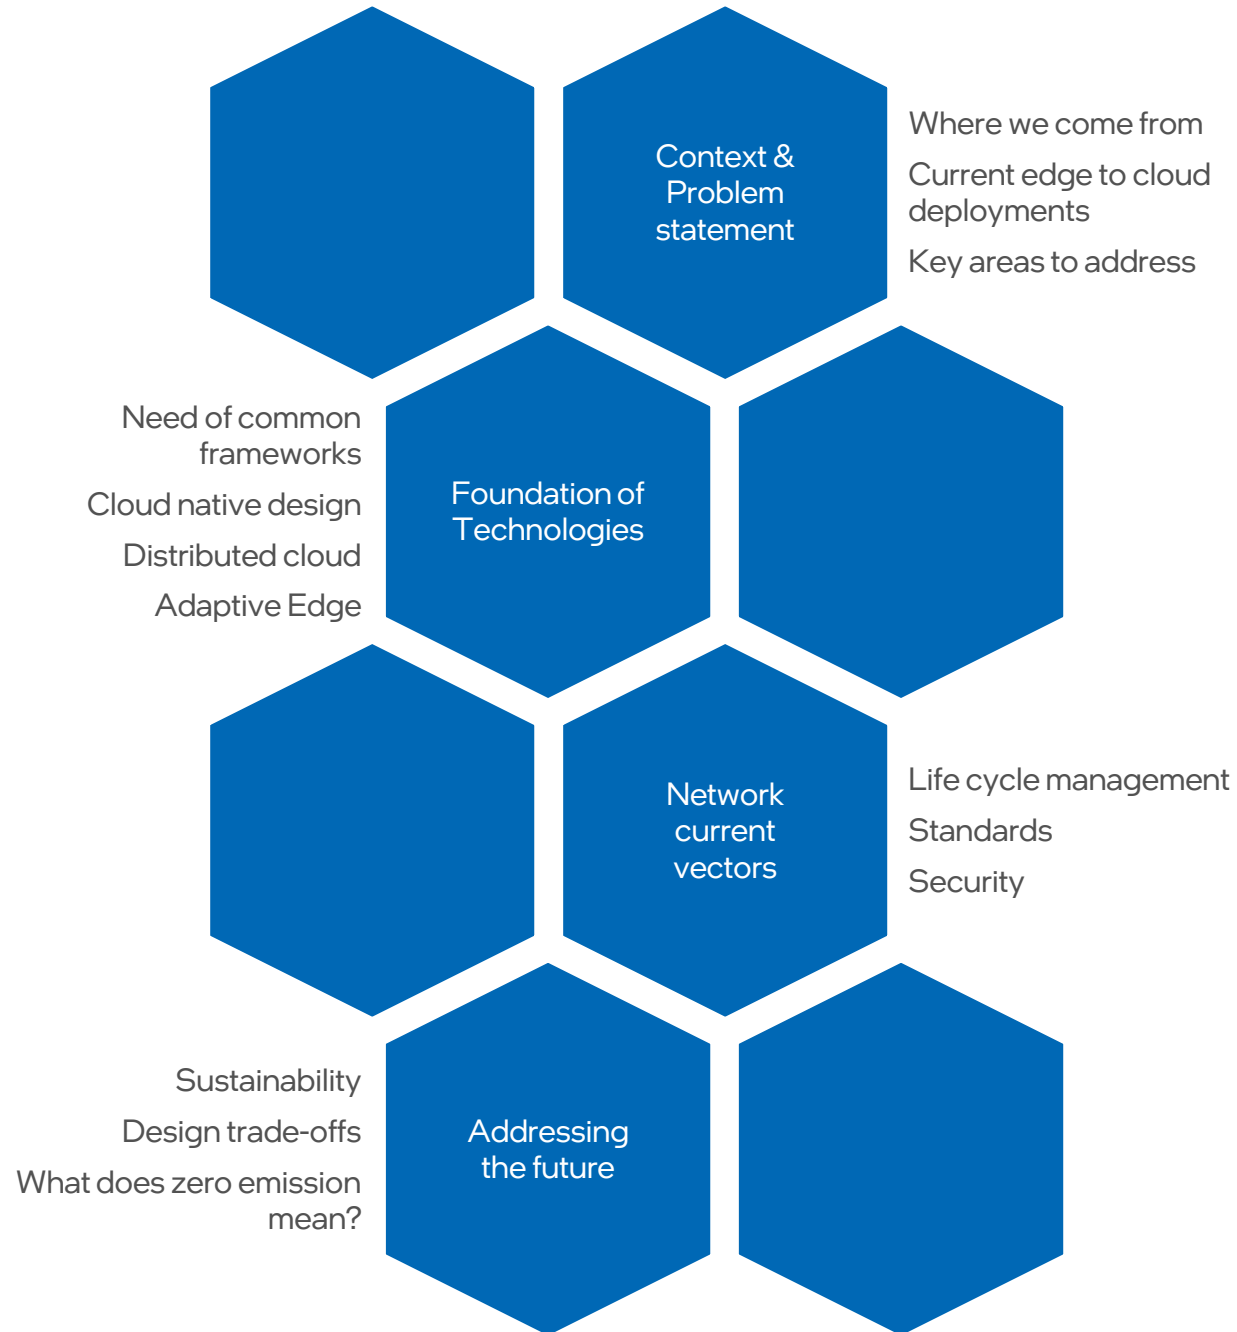 Context &
Problem
statement
Where we come from
Current edge to cloud
deployments
Key areas to address
Need of common
frameworks
Cloud native design
Distributed cloud
Adaptive Edge
Foundation of
Technologies
Network
current
vectors
Life cycle management
Standards
Security
Sustainability
Design trade-offs
What does zero emission
mean?
Addressing
the future